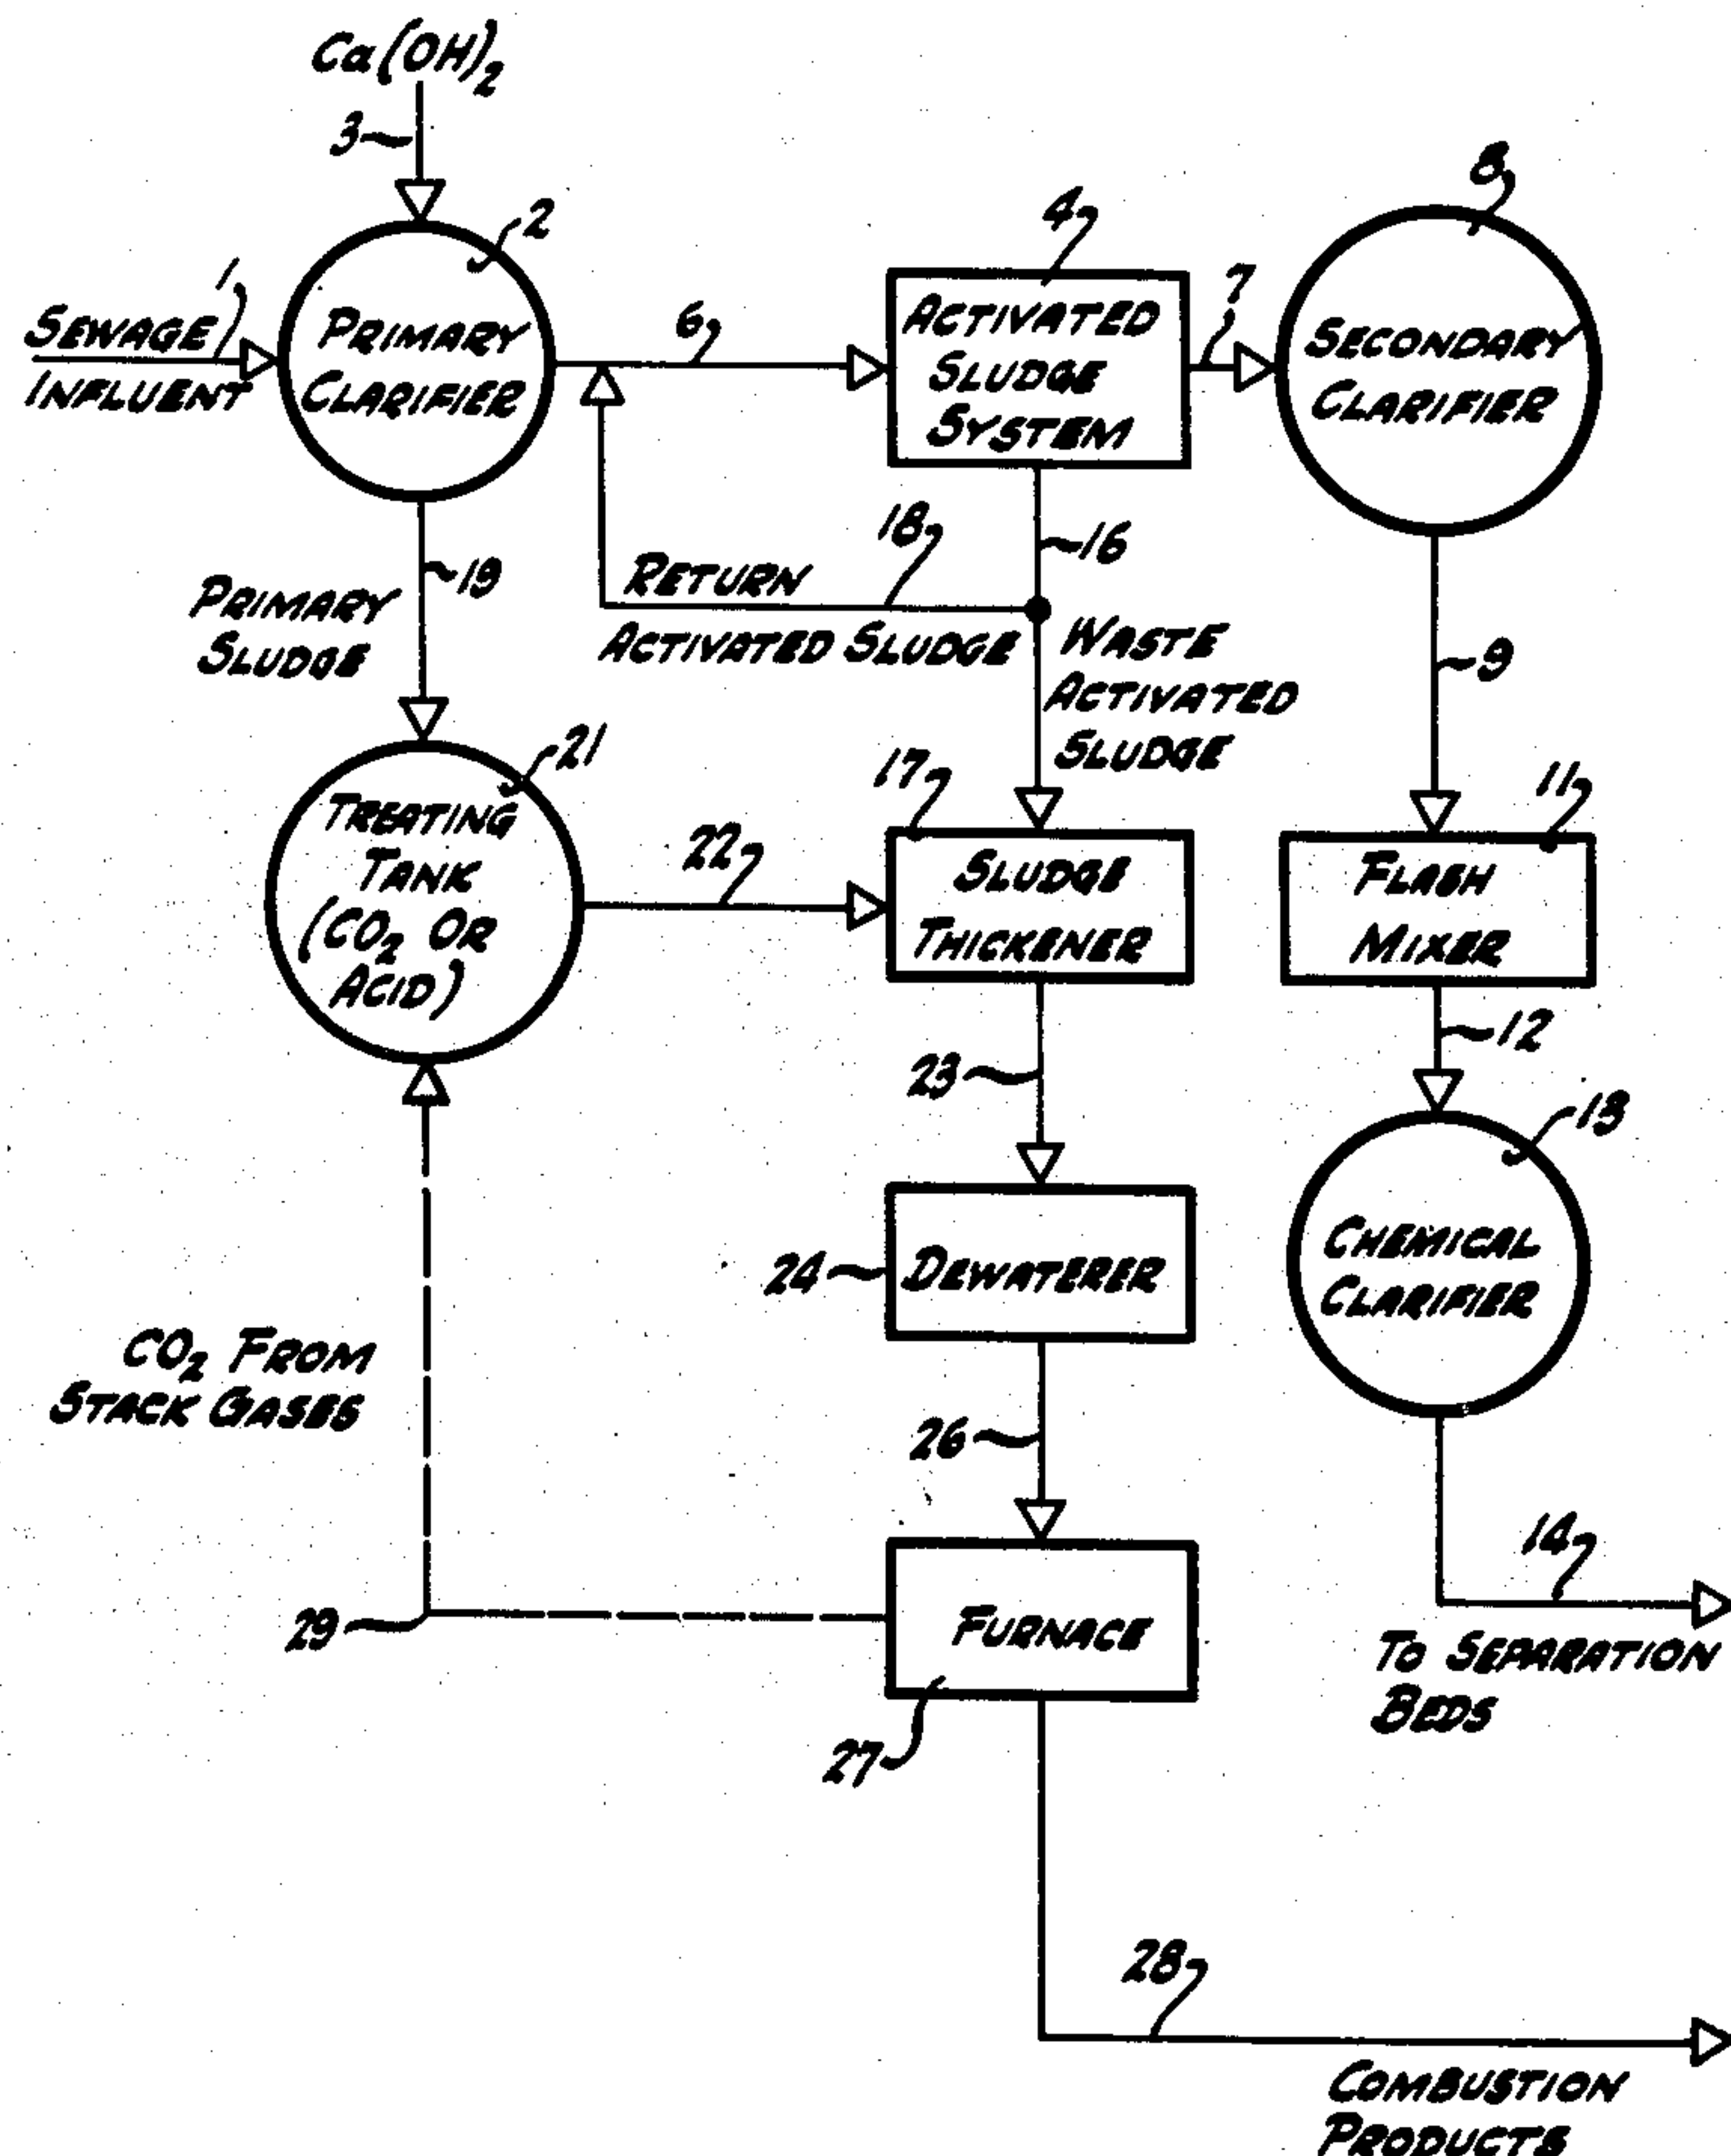 Ca(OH)2
3
2
SEWAGE
INFLUENT
1
PRIMARY
CLARIFIER
6
4
ACTIVATED
SLUDGE
SYSTEM
7
8
SECONDARY
CLARIFIER
19
PRIMARY
SLUDGE
18
RETURN
ACTIVATED SLUDGE
16
WASTE
ACTIVATED
SLUDGE
9
21
TREATING
TANK
(CO2 OR
ACID)
22
17
SLUDGE
THICKENER
11
FLASH
MIXER
23
12
13
24
DEWATERER
CHEMICAL
CLARIFIER
CO2 FROM
STACK GASES
26
14
TO SEPARATION
BEDS
29
FURNACE
27
28
COMBUSTION
PRODUCTS